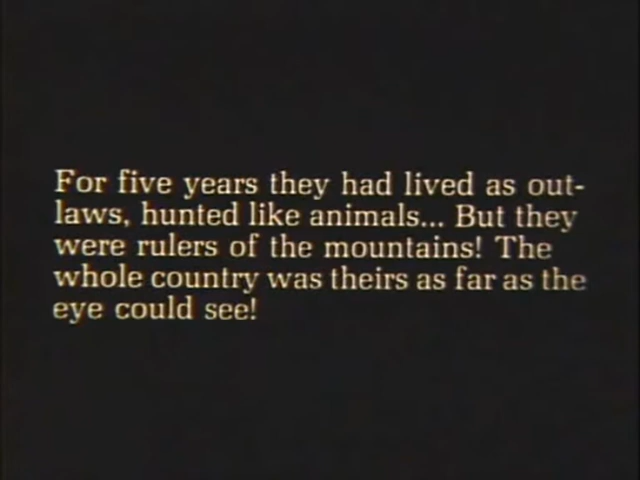 For five years they had lived as out-
laws, hunted like animals... But they
were rulers of the mountains! The
whole country was theirs as far as the
eye could see!